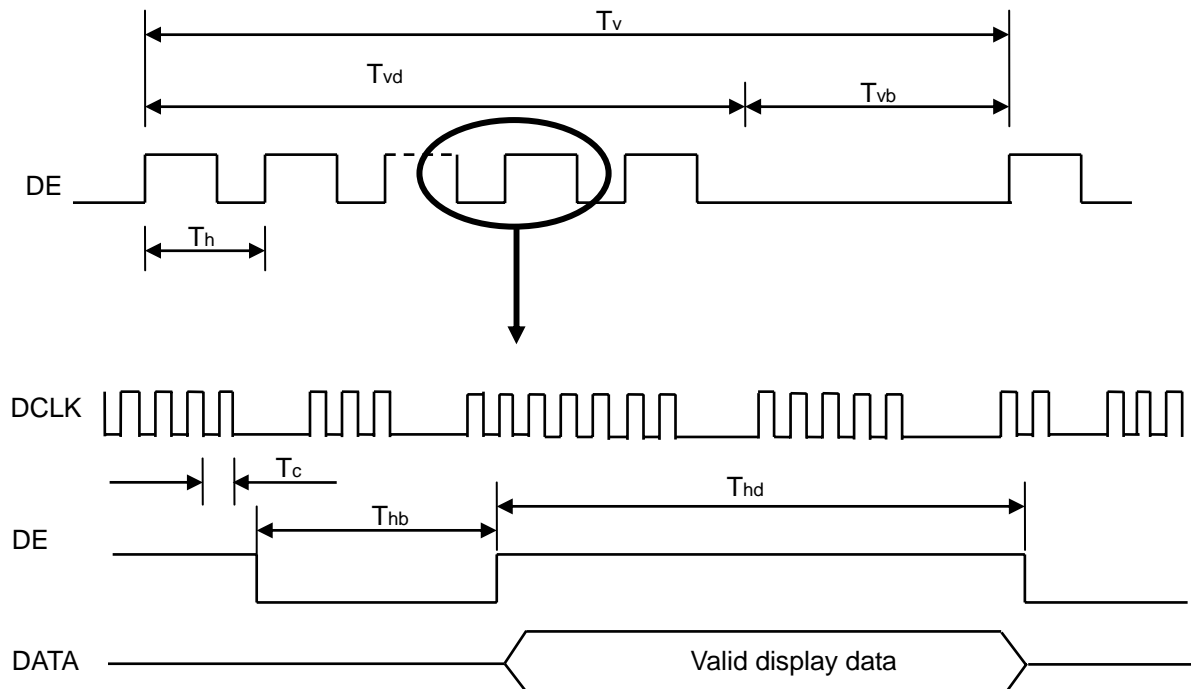 Tv
Tvd
Tvb
DE
Th
DCLK
Tc
Thd
Thb
DE
DATA
Valid display data